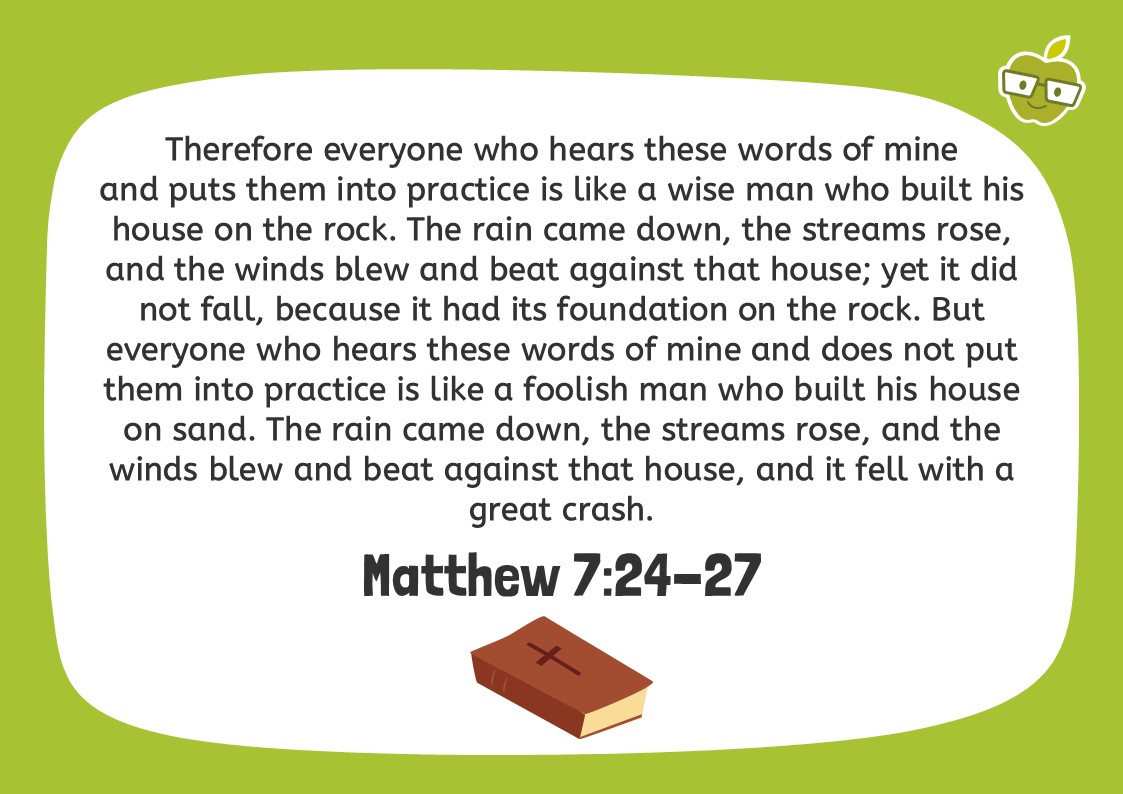 Therefore everyone who hears these words of mine
and puts them into practice is like a wise man who built his
house on the rock. The rain came down, the streams rose,
and the winds blew and beat against that house; yet it did
not fall, because it had its foundation on the rock. But
everyone who hears these words of mine and does not put
them into practice is like a foolish man who built his house
on sand. The rain came down, the streams rose, and the
winds blew and beat against that house, and it fell with a
great crash.
Matthew 7:24–27